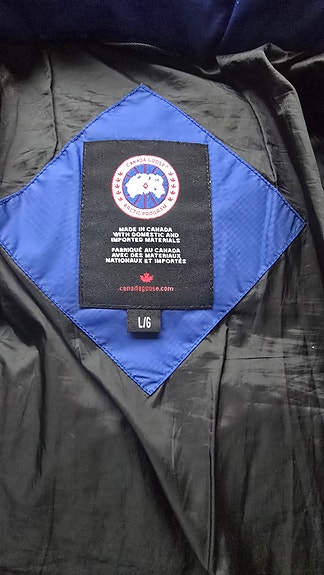 CANADA GOOSE
ARCTIC PROGRAM
MADE IN CANADA
WITH DOMESTIC AND
IMPORTED MATERIALS
FABRIQUÉ AU CANADA
AVEC DES MATERIAUX
NATIONAUX ET IMPORTÉS
canadagoose.com
L/G